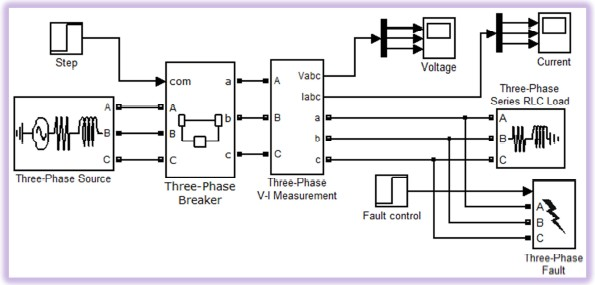 Step
Voltage
Current
com
a
A
A
B
C
A
B
C
b
c
A
B
C
Vabc
Iabc
a
b
c
Three-Phase
Series RLC Load
A
B
C
Three-Phase Source
Three-Phase
Breaker
Three-Phase
V-I Measurement
Fault control
A
B
C
Three-Phase
Fault